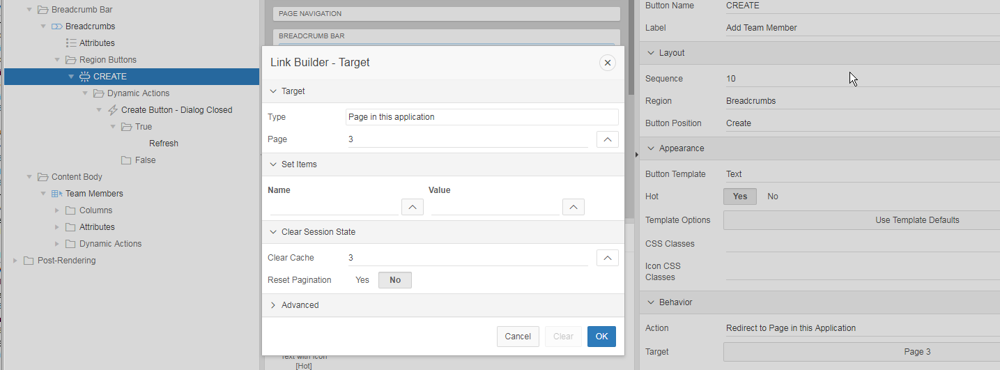 Breadcrumb Bar
Breadcrumbs
Attributes
Region Buttons
CREATE
Dynamic Actions
Create Button - Dialog Closed
True
Refresh
False
Content Body
Team Members
Columns
Attributes
Dynamic Actions
Post-Rendering
PAGE NAVIGATION
BREADCRUMB BAR
Link Builder - Target
Target
Type Page in this application
Page 3
Set Items
Name Value
Clear Session State
Clear Cache 3
Reset Pagination Yes No
Advanced
Cancel Clear OK
Text with Icon
[Hot]
Button Name CREATE
Label Add Team Member
Layout
Sequence 10
Region Breadcrumbs
Button Position Create
Appearance
Button Template Text
Hot Yes No
Template Options Use Template Defaults
CSS Classes
Icon CSS
Classes
Behavior
Action Redirect to Page in this Application
Target Page 3